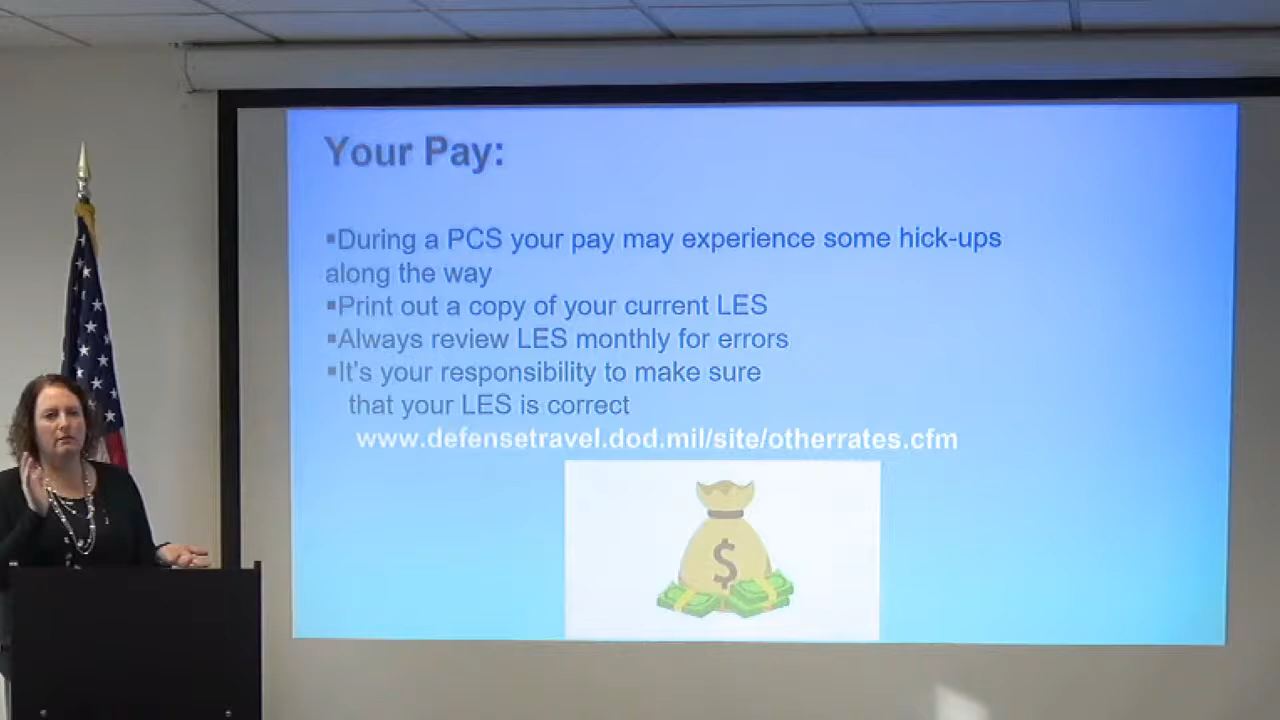 Your Pay:
▪During a PCS your pay may experience some hick-ups
along the way
▪Print out a copy of your current LES
▪Always review LES monthly for errors
▪It's your responsibility to make sure
that your LES is correct
www.defensetravel.dod.mil/site/otherrates.cfm
$